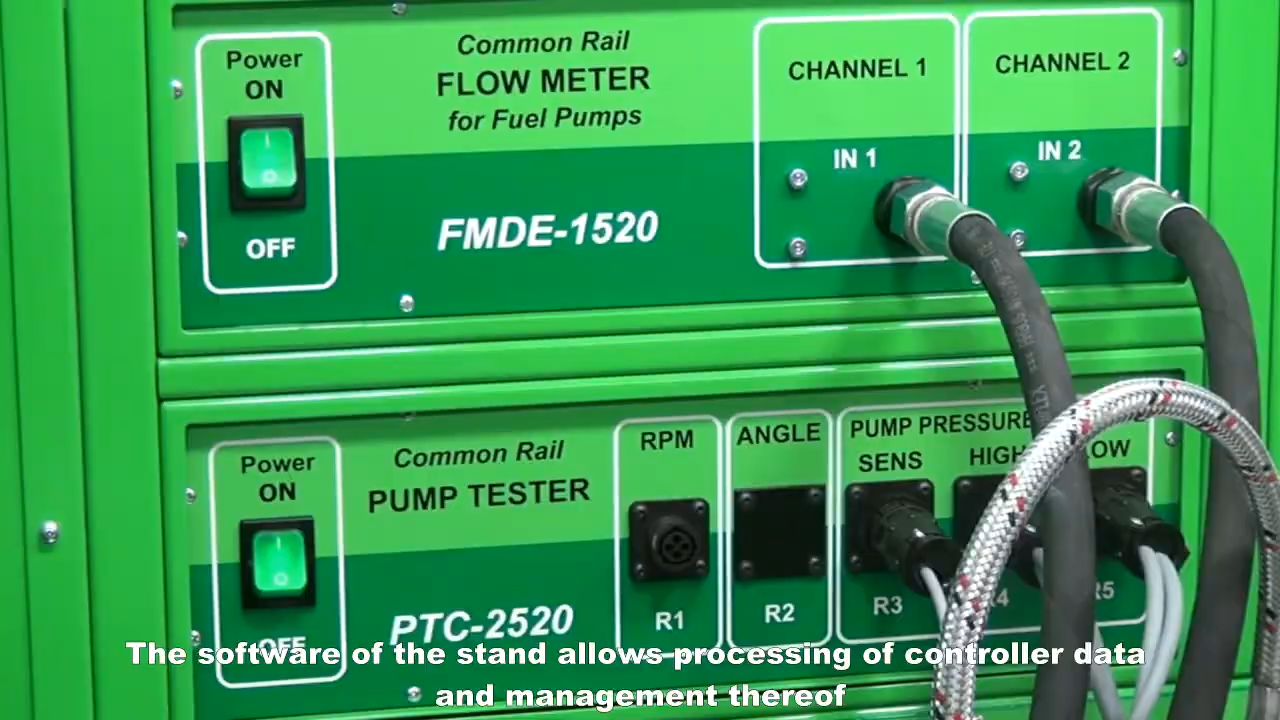 Power
ON
OFF
Common Rail
FLOW METER
for Fuel Pumps
FMDE-1520
CHANNEL 1
IN 1
CHANNEL 2
IN 2
Power
ON
OFF
Common Rail
PUMP TESTER
PTC-2520
RPM
R1
ANGLE
R2
PUMP PRESSURE
SENS
HIGH
R3
The software of the stand allows processing of controller data
and management thereof